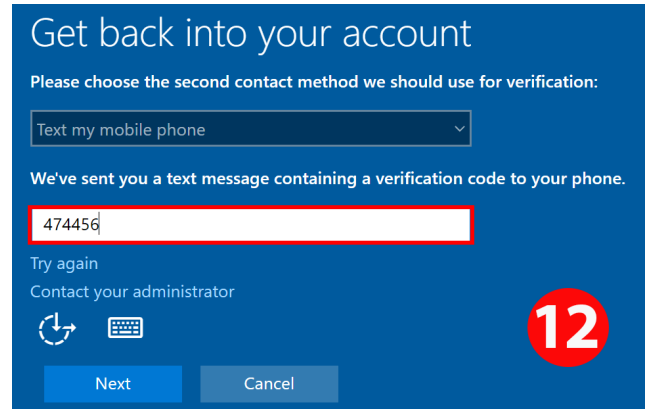 Get back into your account
Please choose the second contact method we should use for verification:
Text my mobile phone
We've sent you a text message containing a verification code to your phone.
474456
Try again
Contact your administrator
12
Next
Cancel